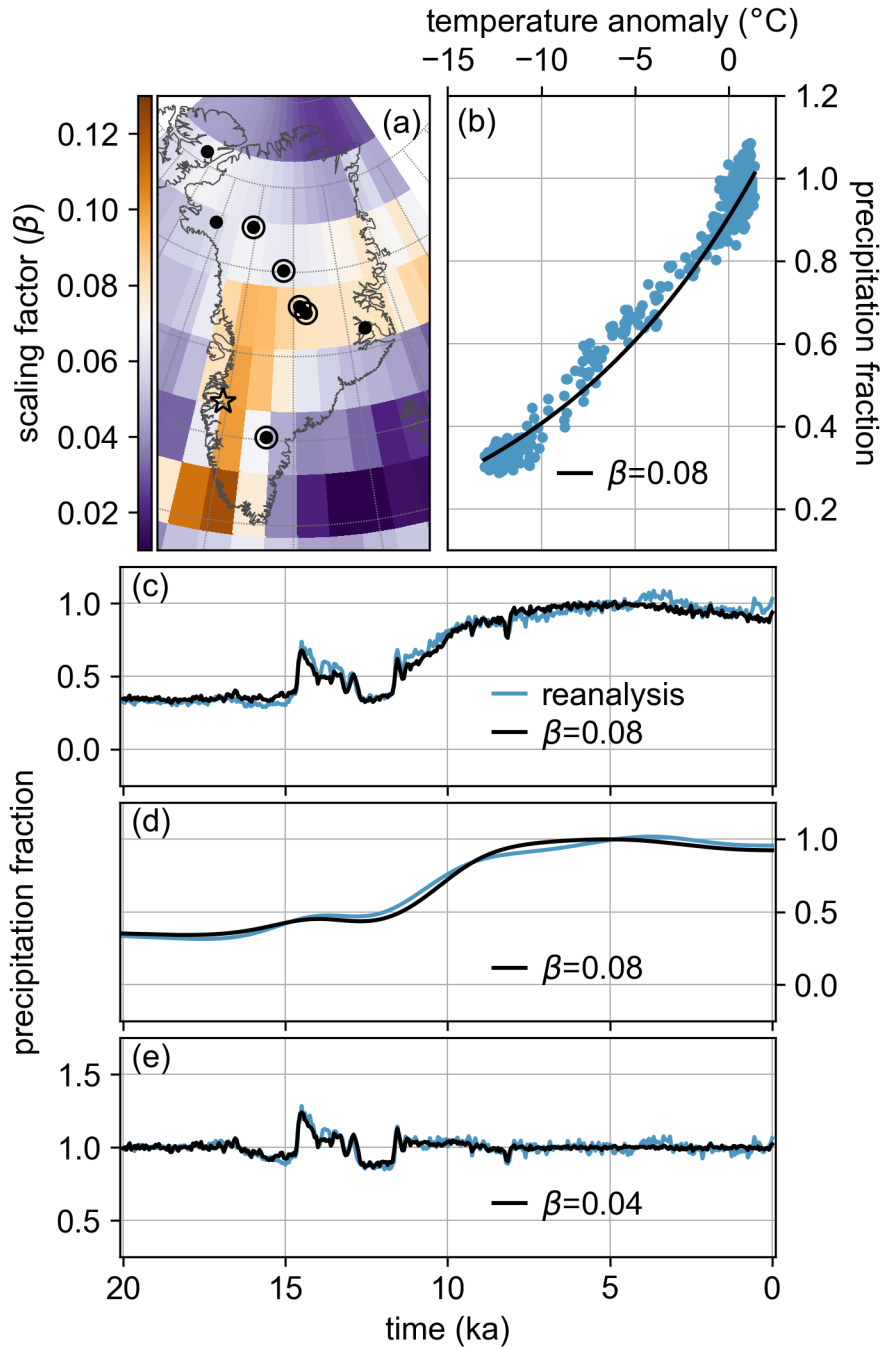 temperature anomaly (°C)
−15 −10 −5 0
(a)
(b)
scaling factor (β)
0.12
0.10
0.08
0.06
0.04
0.02
1.2
1.0
0.8
0.6
0.4
0.2
precipitation fraction
β=0.08
(c)
1.0
0.5
0.0
reanalysis
β=0.08
precipitation fraction
(d)
1.0
0.5
0.0
β=0.08
(e)
1.5
1.0
0.5
β=0.04
20 15 10 5 0
time (ka)